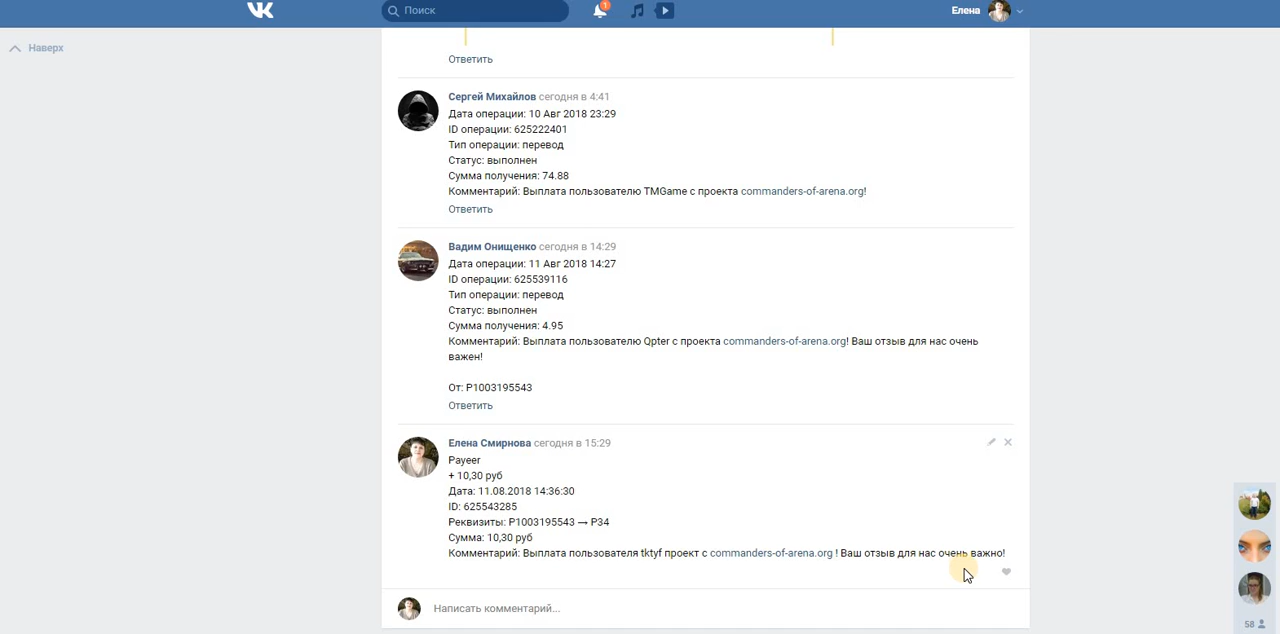 Поиск
1
Елена
Наверх
Ответить
Сергей Михайлов сегодня в 4:41
Дата операции: 10 Авг 2018 23:29
ID операции: 625222401
Тип операции: перевод
Статус: выполнен
Сумма получения: 74.88
Комментарий: Выплата пользователю TMGame с проекта commanders-of-arena.org!
Ответить
Вадим Онищенко сегодня в 14:29
Дата операции: 11 Авг 2018 14:27
ID операции: 625539116
Тип операции: перевод
Статус: выполнен
Сумма получения: 4.95
Комментарий: Выплата пользователю Qpter с проекта commanders-of-arena.org! Ваш отзыв для нас очень
важен!
От: P1003195543
Ответить
Елена Смирнова сегодня в 15:29
Payeer
+ 10,30 руб
Дата: 11.08.2018 14:36:30
ID: 625543285
Реквизиты: P1003195543 → P34
Сумма: 10,30 руб
Комментарий: Выплата пользователя tktyf проект с commanders-of-arena.org ! Ваш отзыв для нас очень важно!
Написать комментарий...
58